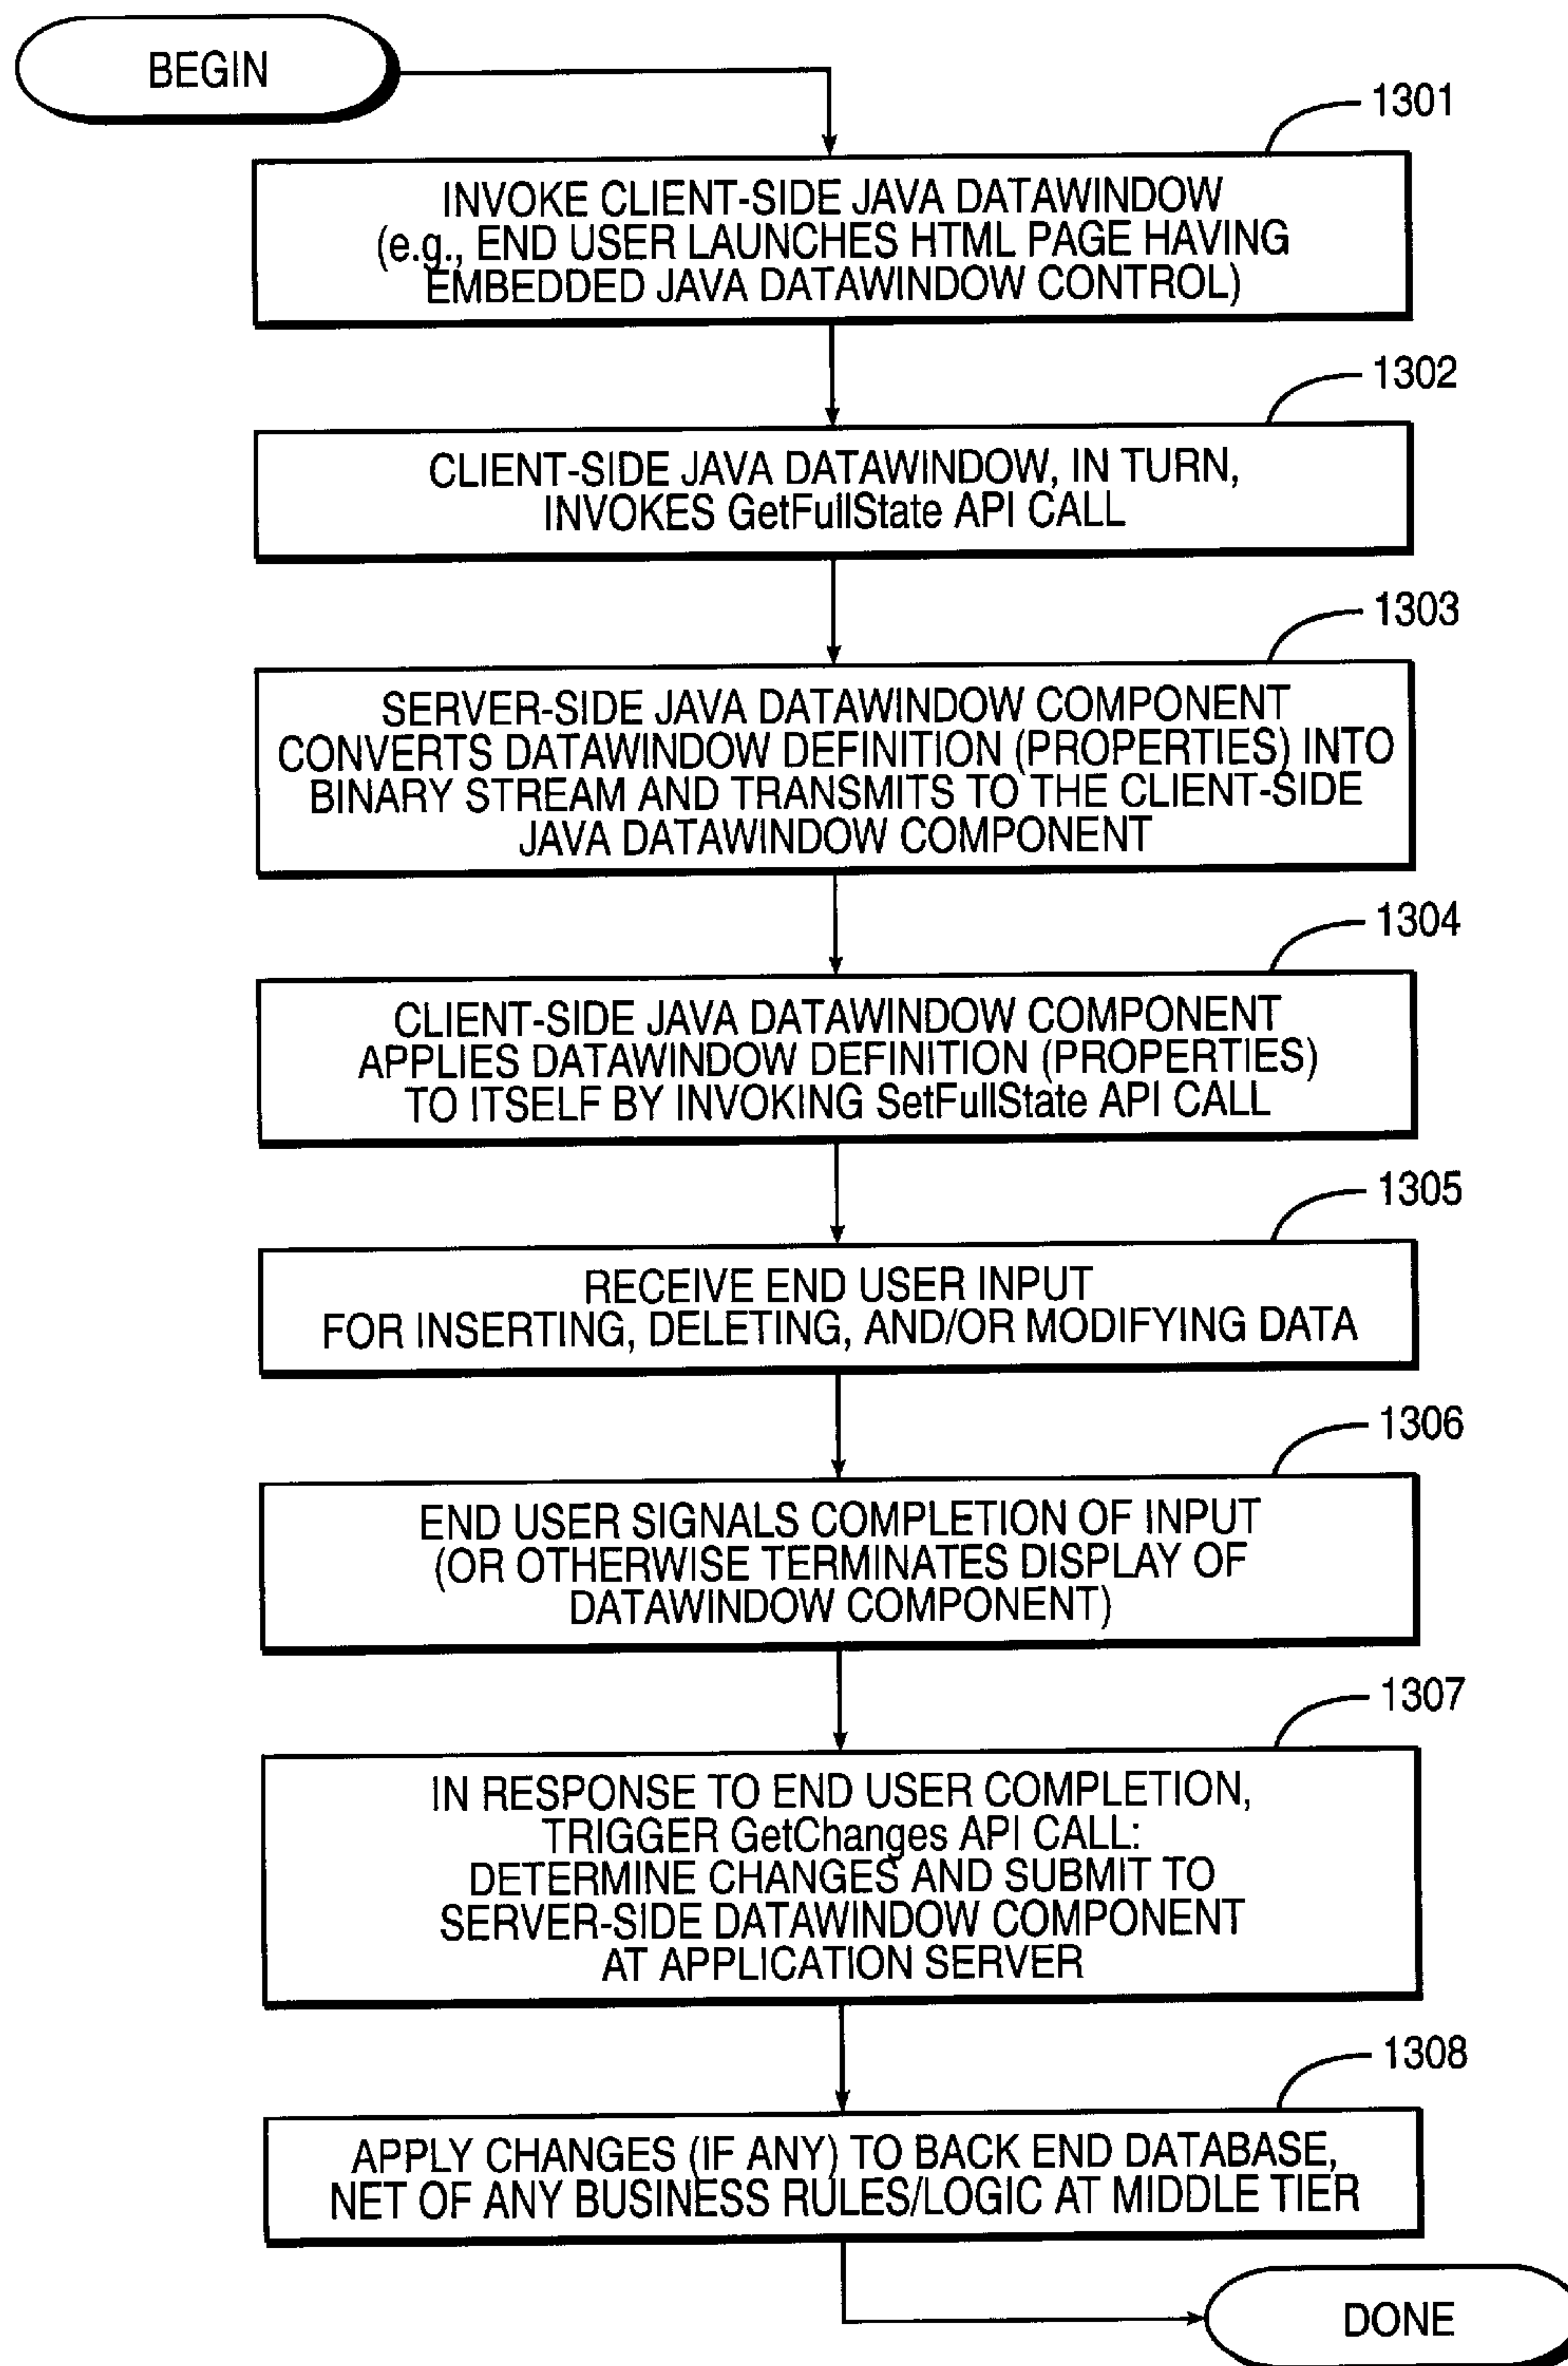 BEGIN
1301
INVOKE CLIENT-SIDE JAVA DATAWINDOW
(e.g., END USER LAUNCHES HTML PAGE HAVING
EMBEDDED JAVA DATAWINDOW CONTROL)
1302
CLIENT-SIDE JAVA DATAWINDOW, IN TURN,
INVOKES GetFullState API CALL
1303
SERVER-SIDE JAVA DATAWINDOW COMPONENT
CONVERTS DATAWINDOW DEFINITION (PROPERTIES) INTO
BINARY STREAM AND TRANSMITS TO THE CLIENT-SIDE
JAVA DATAWINDOW COMPONENT
1304
CLIENT-SIDE JAVA DATAWINDOW COMPONENT
APPLIES DATAWINDOW DEFINITION (PROPERTIES)
TO ITSELF BY INVOKING SetFullState API CALL
1305
RECEIVE END USER INPUT
FOR INSERTING, DELETING, AND/OR MODIFYING DATA
1306
END USER SIGNALS COMPLETION OF INPUT
(OR OTHERWISE TERMINATES DISPLAY OF
DATAWINDOW COMPONENT)
1307
IN RESPONSE TO END USER COMPLETION,
TRIGGER GetChanges API CALL:
DETERMINE CHANGES AND SUBMIT TO
SERVER-SIDE DATAWINDOW COMPONENT
AT APPLICATION SERVER
1308
APPLY CHANGES (IF ANY) TO BACK END DATABASE,
NET OF ANY BUSINESS RULES/LOGIC AT MIDDLE TIER
DONE